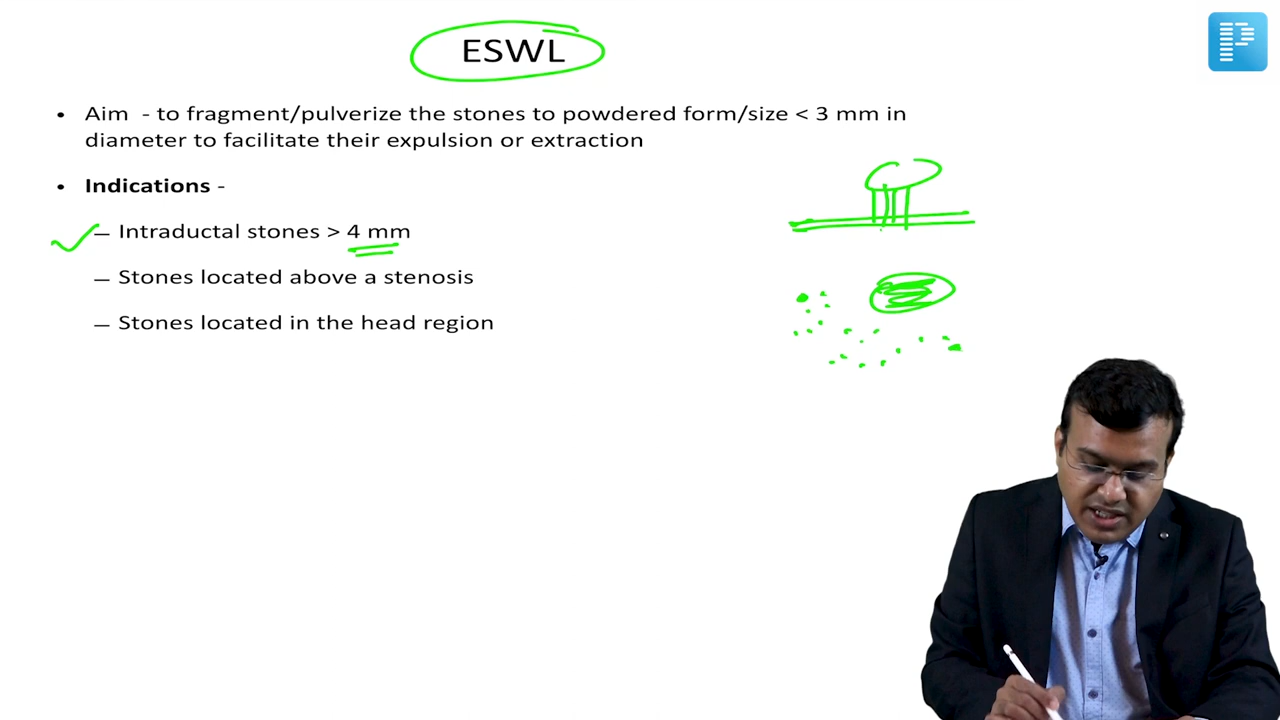 ESWL
• Aim - to fragment/pulverize the stones to powdered form/size < 3 mm in
diameter to facilitate their expulsion or extraction
• Indications -
– Intraductal stones > 4 mm
– Stones located above a stenosis
– Stones located in the head region